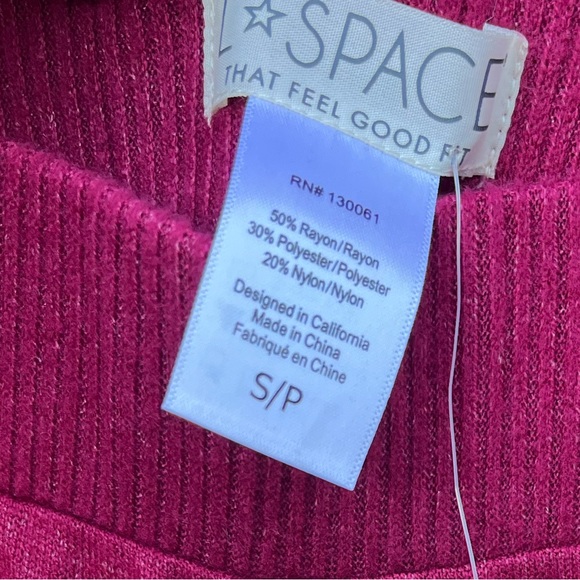 L☆SPACE
THAT FEEL GOOD FIT
RN# 130061
50% Rayon/Rayon
30% Polyester/Polyester
20% Nylon/Nylon
Designed in California
Made in China
Fabriqué en Chine
S/P